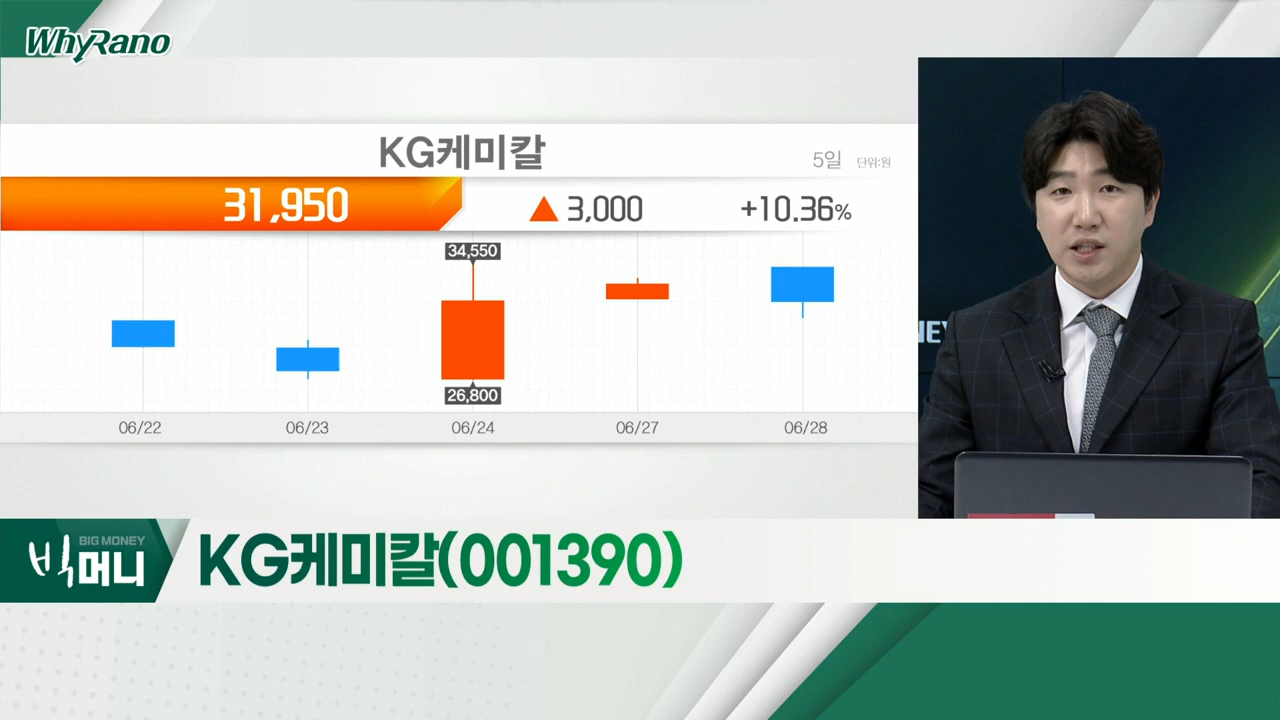 WhyRano
KG케미칼
5일 단위:원
31,950 ▲ 3,000 +10.36%
34,550
26,800
06/22 06/23 06/24 06/27 06/28
NEY
BIG MONEY
빅머니
KG케미칼(001390)